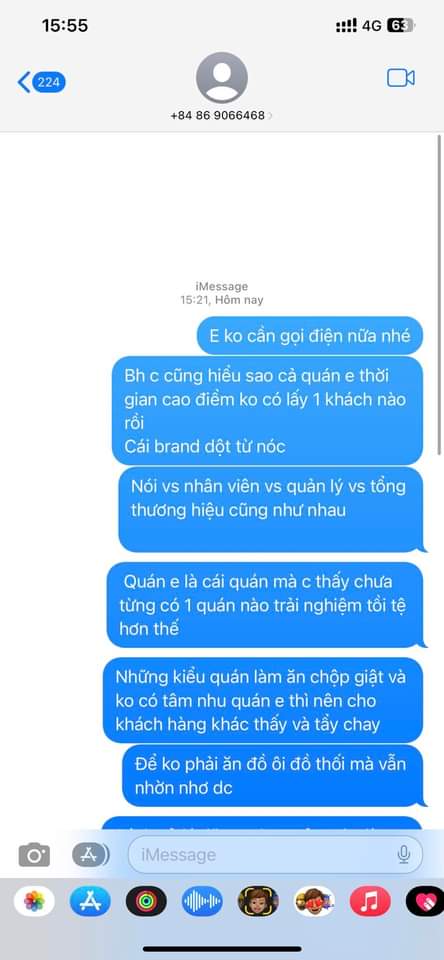 15:55
4G 63
224
+84 86 9066468
iMessage
15:21, Hôm nay
E ko cần gọi điện nữa nhé
Bh c cũng hiểu sao cả quán e thời
gian cao điểm ko có lấy 1 khách nào
rồi
Cái brand dột từ nóc
Nói vs nhân viên vs quản lý vs tổng
thương hiệu cũng như nhau
Quán e là cái quán mà c thấy chưa
từng có 1 quán nào trải nghiệm tồi tệ
hơn thế
Những kiểu quán làm ăn chộp giật và
ko có tâm nhu quán e thì nên cho
khách hàng khác thấy và tẩy chay
Để ko phải ăn đồ ôi đồ thối mà vẫn
nhờn nhơ dc
iMessage